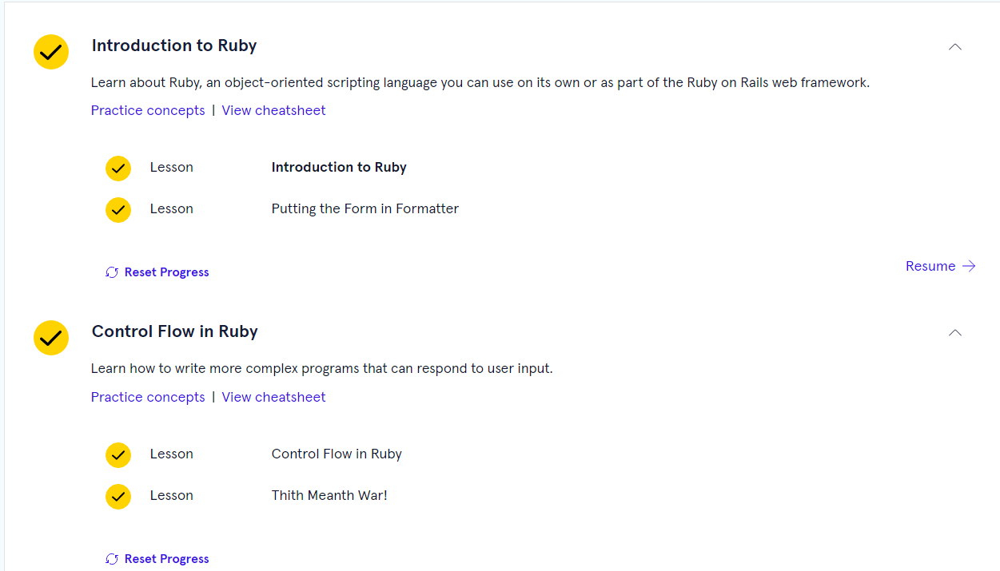 Introduction to Ruby
Learn about Ruby, an object-oriented scripting language you can use on its own or as part of the Ruby on Rails web framework.
Practice concepts | View cheatsheet
Lesson Introduction to Ruby
Lesson Putting the Form in Formatter
Reset Progress
Resume
Control Flow in Ruby
Learn how to write more complex programs that can respond to user input.
Practice concepts | View cheatsheet
Lesson Control Flow in Ruby
Lesson Thith Meanth War!
Reset Progress